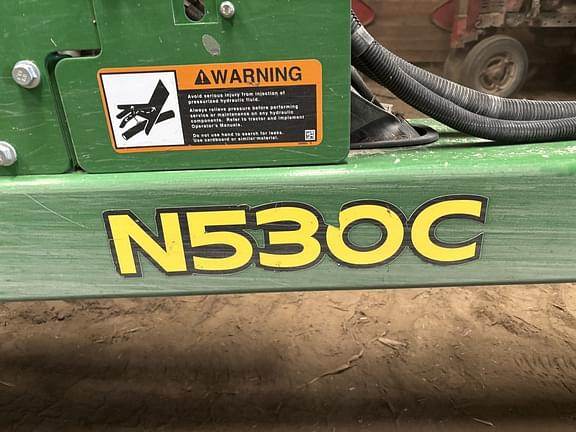 WARNING
Avoid serious injury from injection of
pressurized hydraulic fluid.
Always relieve pressure before performing
service or maintenance on any hydraulic
components. Refer to tractor and implement
Operator's Manuals.
Do not use hand to search for leaks.
Use cardboard or similar material.
N530C